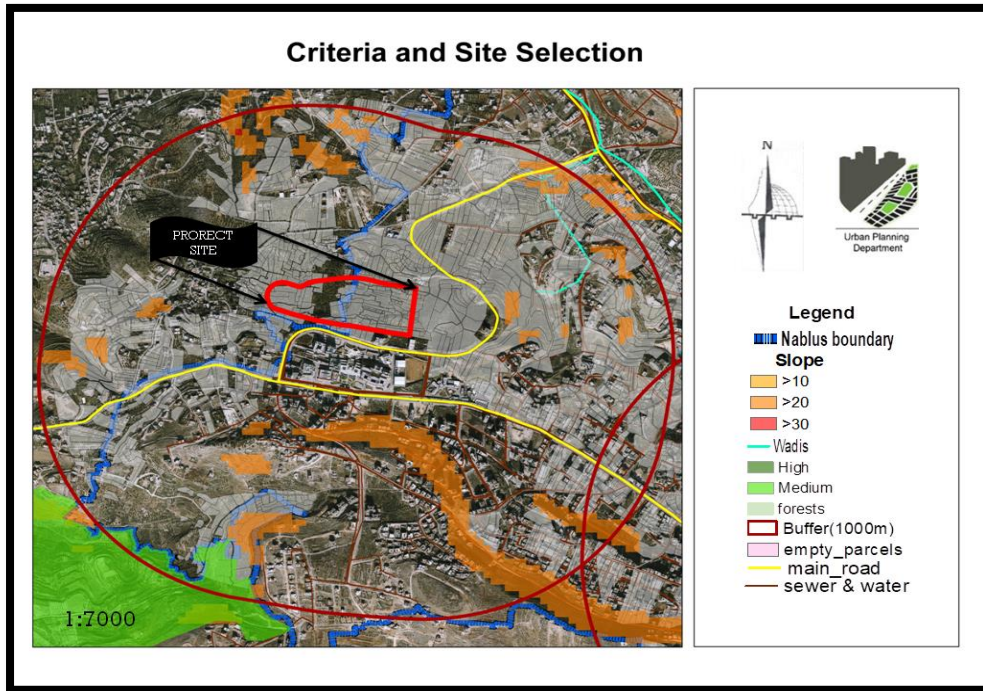 Criteria and Site Selection
PRORECT
SITE
1:7000
N
Urban Planning
Department
Legend
Nablus boundary
Slope
>10
>20
>30
Wadis
High
Medium
forests
Buffer(1000m)
empty_parcels
main_road
sewer & water